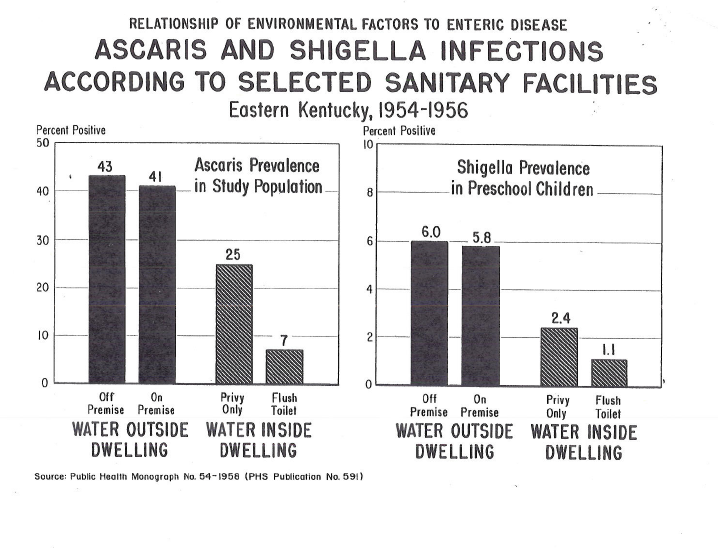 RELATIONSHIP OF ENVIRONMENTAL FACTORS TO ENTERIC DISEASE
ASCARIS AND SHIGELLA INFECTIONS
ACCORDING TO SELECTED SANITARY FACILITIES
Eastern Kentucky, 1954-1956
Percent Positive
50
40
30
20
10
0
Ascaris Prevalence
in Study Population
43
41
25
7
Off
Premise
On
Premise
Privy
Only
Flush
Toilet
WATER OUTSIDE
DWELLING
WATER INSIDE
DWELLING
Percent Positive
10
8
6
4
2
0
Shigella Prevalence
in Preschool Children
6.0
5.8
2.4
1.1
Off
Premise
On
Premise
Privy
Only
Flush
Toilet
WATER OUTSIDE
DWELLING
WATER INSIDE
DWELLING
Source: Public Health Monograph No. 54-1958 (PHS Publication No. 591)